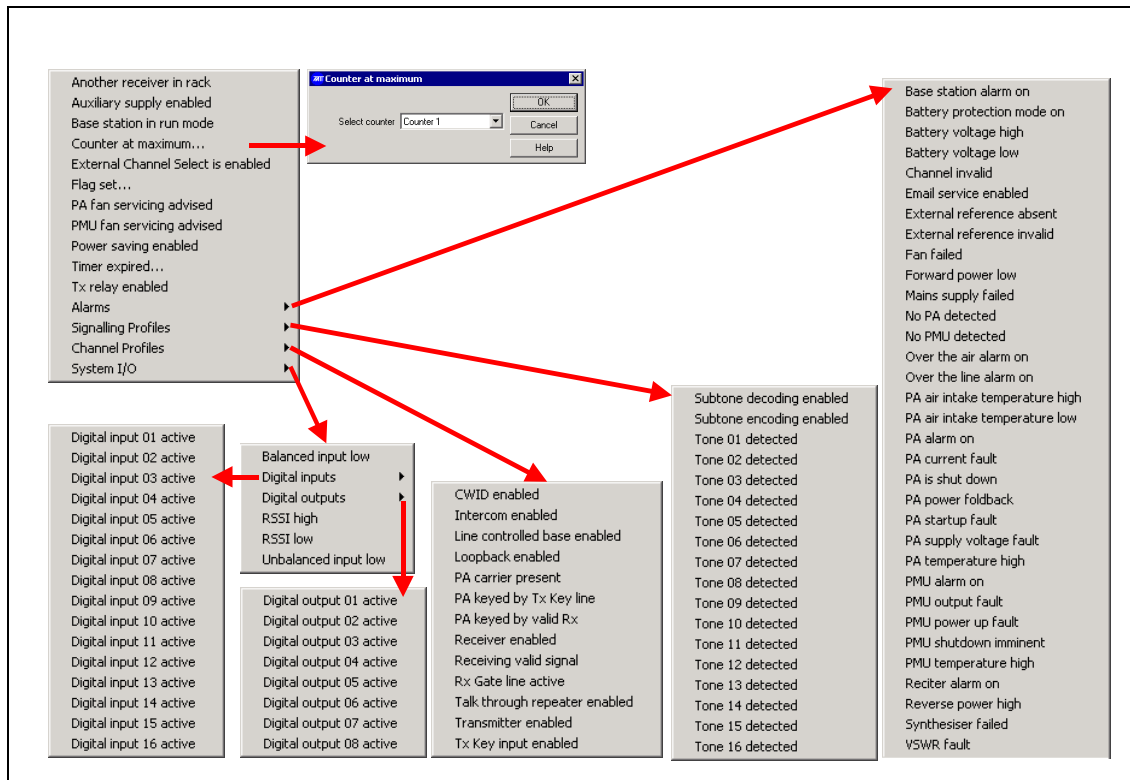 Another receiver in rack
Auxiliary supply enabled
Base station in run mode
Counter at maximum...
External Channel Select is enabled
Flag set...
PA fan servicing advised
PMU fan servicing advised
Power saving enabled
Timer expired...
Tx relay enabled
Alarms
Signalling Profiles
Channel Profiles
System I/O
Counter at maximum
Select counter Counter 1
OK
Cancel
Help
Base station alarm on
Battery protection mode on
Battery voltage high
Battery voltage low
Channel invalid
Email service enabled
External reference absent
External reference invalid
Fan failed
Forward power low
Mains supply failed
No PA detected
No PMU detected
Over the air alarm on
Over the line alarm on
PA air intake temperature high
PA air intake temperature low
PA alarm on
PA current fault
PA is shut down
PA power foldback
PA startup fault
PA supply voltage fault
PA temperature high
PMU alarm on
PMU output fault
PMU power up fault
PMU shutdown imminent
PMU temperature high
Reciter alarm on
Reverse power high
Synthesiser failed
VSWR fault
Digital input 01 active
Digital input 02 active
Digital input 03 active
Digital input 04 active
Digital input 05 active
Digital input 06 active
Digital input 07 active
Digital input 08 active
Digital input 09 active
Digital input 10 active
Digital input 11 active
Digital input 12 active
Digital input 13 active
Digital input 14 active
Digital input 15 active
Digital input 16 active
Balanced input low
Digital inputs
Digital outputs
RSSI high
RSSI low
Unbalanced input low
Digital output 01 active
Digital output 02 active
Digital output 03 active
Digital output 04 active
Digital output 05 active
Digital output 06 active
Digital output 07 active
Digital output 08 active
CWID enabled
Intercom enabled
Line controlled base enabled
Loopback enabled
PA carrier present
PA keyed by Tx Key line
PA keyed by valid Rx
Receiver enabled
Receiving valid signal
Rx Gate line active
Talk through repeater enabled
Transmitter enabled
Tx Key input enabled
Subtone decoding enabled
Subtone encoding enabled
Tone 01 detected
Tone 02 detected
Tone 03 detected
Tone 04 detected
Tone 05 detected
Tone 06 detected
Tone 07 detected
Tone 08 detected
Tone 09 detected
Tone 10 detected
Tone 11 detected
Tone 12 detected
Tone 13 detected
Tone 14 detected
Tone 15 detected
Tone 16 detected